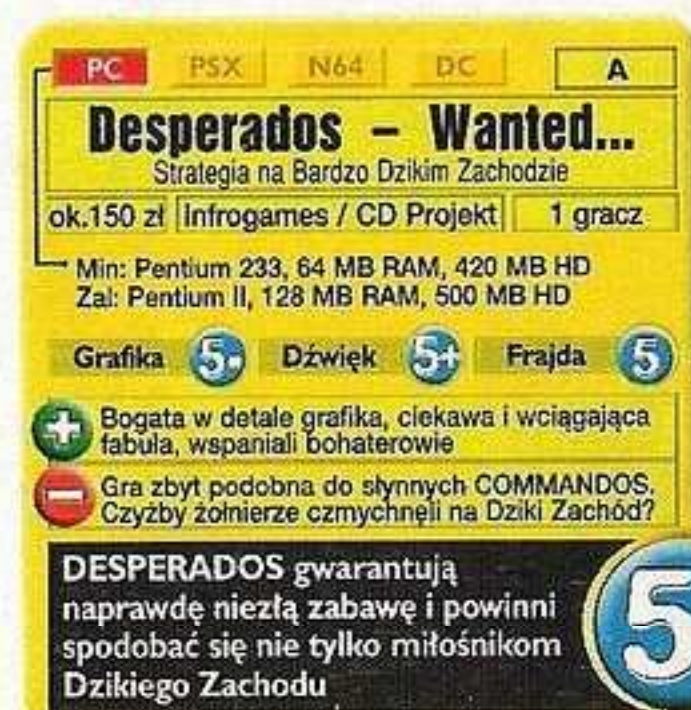 PC PSX N64 DC A
Desperados – Wanted...
Strategia na Bardzo Dzikim Zachodzie
ok.150 zł Infrogames / CD Projekt 1 gracz
Min: Pentium 233, 64 MB RAM, 420 MB HD
Zal: Pentium II, 128 MB RAM, 500 MB HD
Grafika 5- Dźwięk 5+ Frajda 5
Bogata w detale grafika, ciekawa i wciągająca
fabuła, wspaniali bohaterowie
Gra zbyt podobna do słynnych COMMANDOS.
Czyżby żołnierze czmychnęli na Dziki Zachód?
DESPERADOS gwarantują
naprawdę niezłą zabawę i powinni
spodobać się nie tylko miłośnikom
Dzikiego Zachodu
5